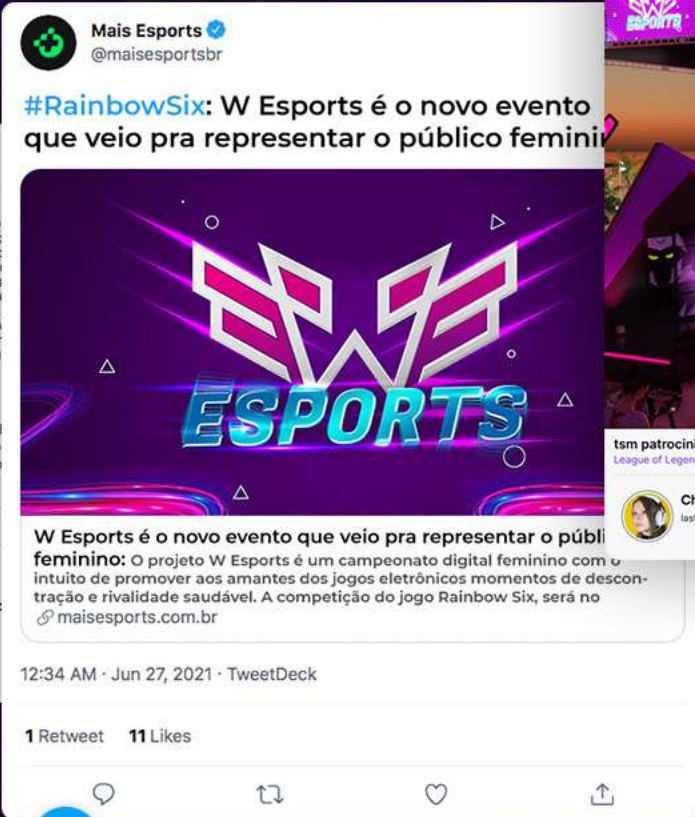 Mais Esports
@maisesportsbr
#RainbowSix: W Esports é o novo evento
que veio pra representar o público
ESPORTS
W Esports é o novo evento que veio pra representar o
feminino: O projeto W Esports é um campeonato digital feminino com o
intuito de promover aos amantes dos jogos eletrônicos momentos de descon-
tração e rivalidade saudável. A competição do jogo Rainbow Six, será no
maisesports.com.br
12:34 AM · Jun 27, 2021 · TweetDeck
1 Retweet 11 Likes
ESPORTS
tsm
League of